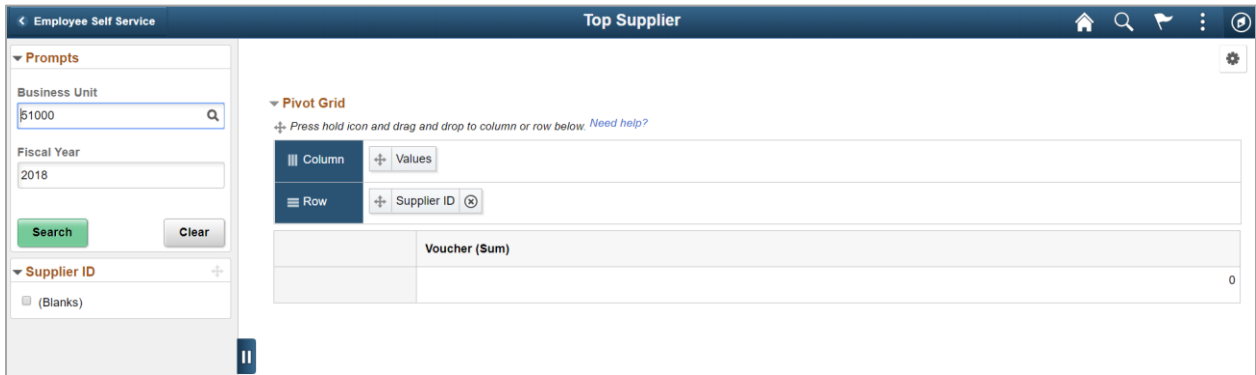 Employee Self Service
Top Supplier
Prompts
Business Unit
51000
Fiscal Year
2018
Search
Clear
Supplier ID
(Blanks)
Pivot Grid
Press hold icon and drag and drop to column or row below. Need help?
Column
Values
Row
Supplier ID
Voucher (Sum)
0